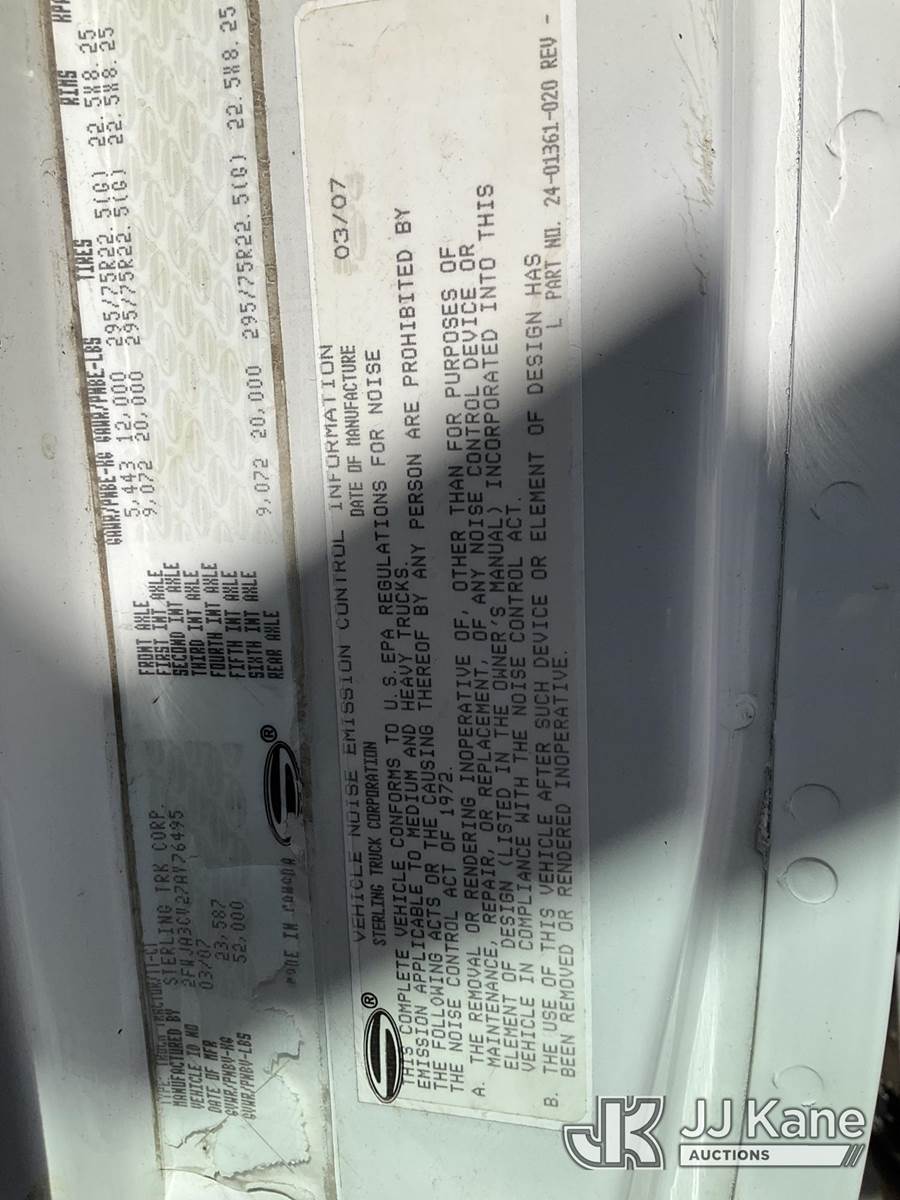 TYPE: TRUCK TRACTOR/TT-CT
MANUFACTURED BY STERLING TRK CORP.
VEHICLE ID NO 2FWJA3CV27AY76495
DATE OF MFR 03/07
GVWR/PNBV-KG 23,587
GVWR/PNBV-LBS 52,000
MADE IN CANADA
GAWR/PNBE-KG GAWR/PNBE-LBS TIRES RIMS
FRONT AXLE 5,443 12,000 295/75R22.5(G) 22.5X8.25
FIRST INT AXLE 9,072 20,000 295/75R22.5(G) 22.5X8.25
SECOND INT AXLE
THIRD INT AXLE
FOURTH INT AXLE
FIFTH INT AXLE
SIXTH INT AXLE
REAR AXLE 9,072 20,000 295/75R22.5(G) 22.5X8.25
®
VEHICLE NOISE EMISSION CONTROL INFORMATION
STERLING TRUCK CORPORATION DATE OF MANUFACTURE 03/07
®
THIS COMPLETE VEHICLE CONFORMS TO U.S.EPA REGULATIONS FOR NOISE
EMISSION APPLICABLE TO MEDIUM AND HEAVY TRUCKS.
THE FOLLOWING ACTS OR THE CAUSING THEREOF BY ANY PERSON ARE PROHIBITED BY
THE NOISE CONTROL ACT OF 1972.
A. THE REMOVAL OR RENDERING INOPERATIVE OF, OTHER THAN FOR PURPOSES OF
MAINTENANCE, REPAIR, OR REPLACEMENT, OF ANY NOISE CONTROL DEVICE OR
ELEMENT OF DESIGN (LISTED IN THE OWNER'S MANUAL) INCORPORATED INTO THIS
VEHICLE IN COMPLIANCE WITH THE NOISE CONTROL ACT.
B. THE USE OF THIS VEHICLE AFTER SUCH DEVICE OR ELEMENT OF DESIGN HAS
BEEN REMOVED OR RENDERED INOPERATIVE.
L PART NO. 24-01361-020 REV -
JK JJ Kane
AUCTIONS